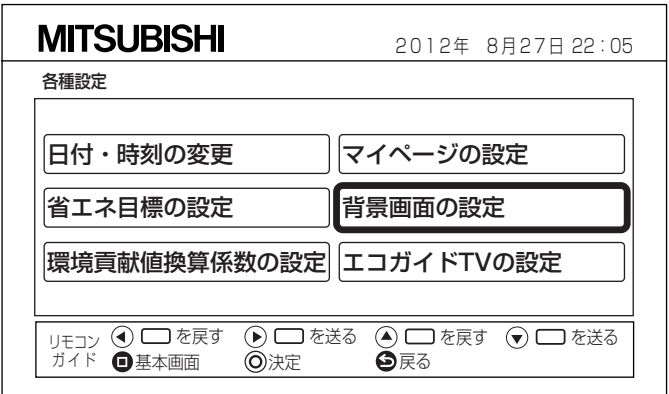 MITSUBISHI 2012年 8月27日 22:05
各種設定
日付・時刻の変更 マイページの設定
省エネ目標の設定 背景画面の設定
環境貢献値換算係数の設定 エコガイドTVの設定
リモコン を戻す を送る を戻す を送る
ガイド 基本画面 決定 戻る